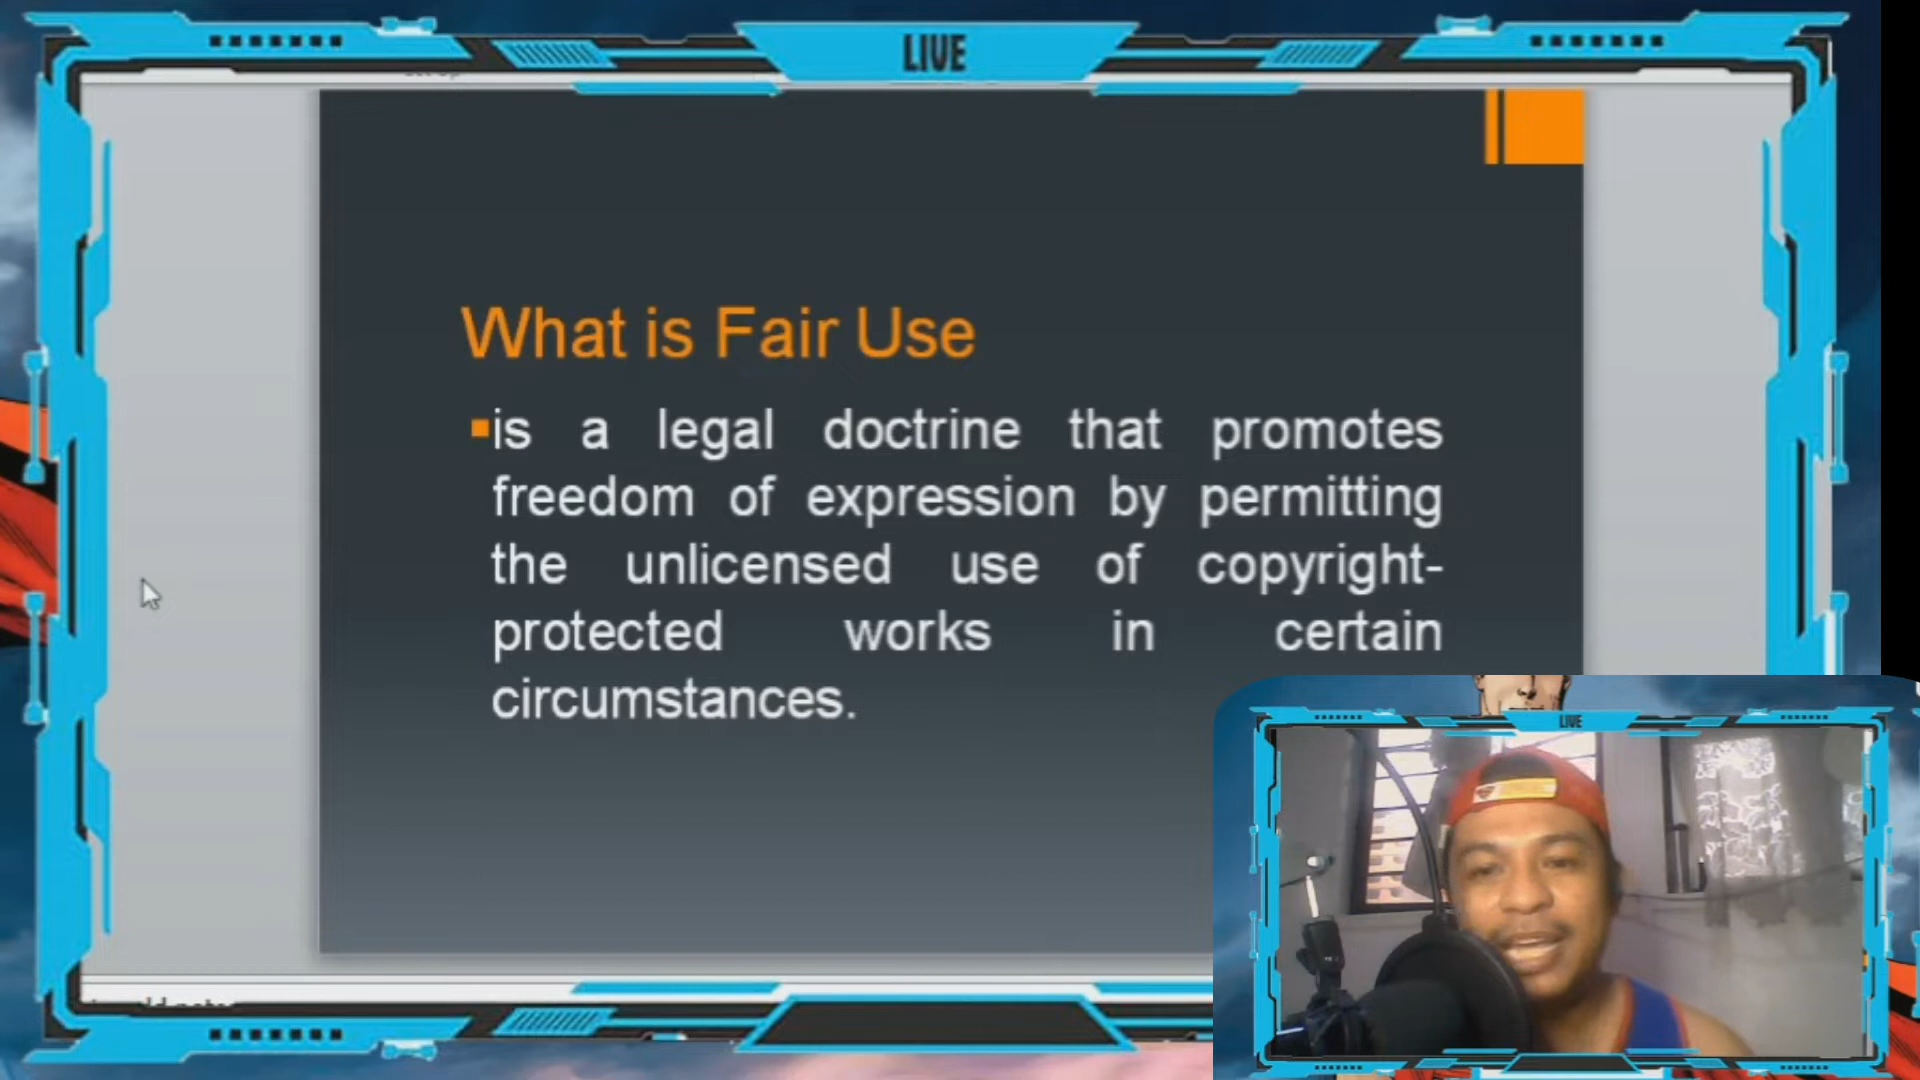 LIVE
What is Fair Use
is a legal doctrine that promotes
freedom of expression by permitting
the unlicensed use of copyright-
protected works in certain
circumstances.
LIVE